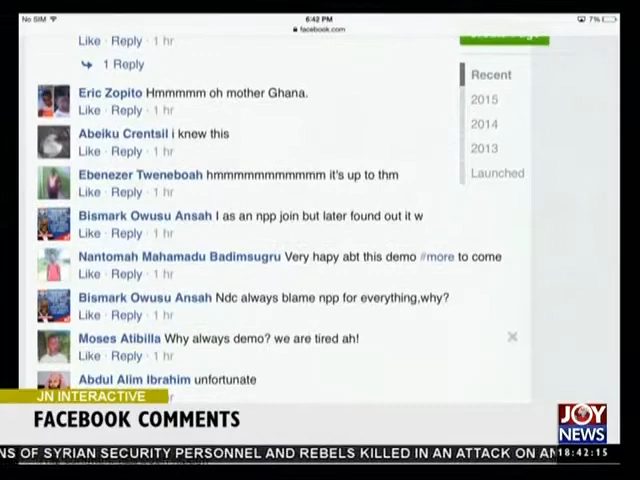 No SIM
6:42 PM
7%
facebook.com
Like · Reply · 1 hr
1 Reply
Eric Zopito Hmmmmm oh mother Ghana.
Like · Reply · 1 hr
Abeiku Crentsil i knew this
Like · Reply · 1 hr
Ebenezer Tweneboah hmmmmmmmmmmm it's up to thm
Like · Reply · 1 hr
Bismark Owusu Ansah I as an npp join but later found out it w
Like · Reply · 1 hr
Nantomah Mahamadu Badimsugru Very hapy abt this demo #more to come
Like · Reply · 1 hr
Bismark Owusu Ansah Ndc always blame npp for everything,why?
Like · Reply · 1 hr
Moses Atibilla Why always demo? we are tired ah!
Like · Reply · 1 hr
Abdul Alim Ibrahim unfortunate
Recent
2015
2014
2013
Launched
JN INTERACTIVE
FACEBOOK COMMENTS
JOY
NEWS
NS OF SYRIAN SECURITY PERSONNEL AND REBELS KILLED IN AN ATTACK ON AN
18:42:15